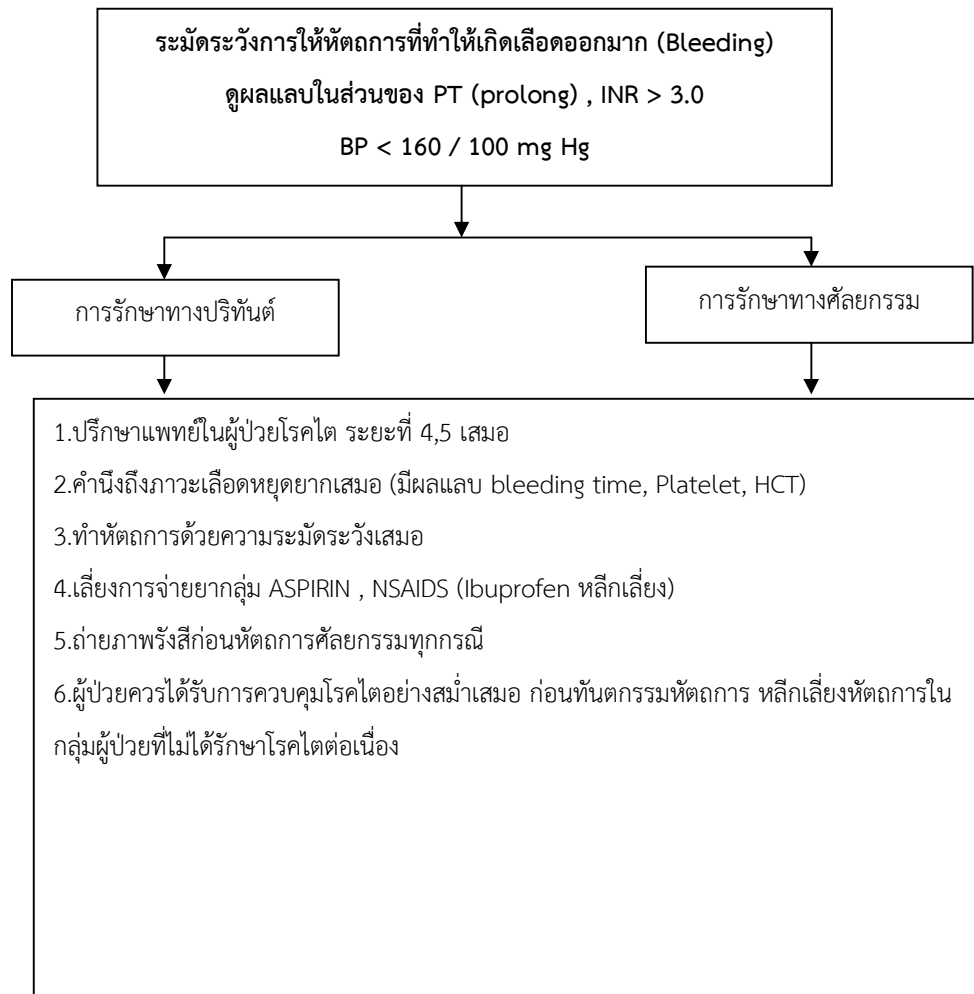 ระมัดระวังการให้หัตถการที่ทำให้เกิดเลือดออกมาก (Bleeding)
ดูผลแลบในส่วนของ PT (prolong) , INR > 3.0
BP < 160 / 100 mg Hg
การรักษาทางปริทันต์
การรักษาทางศัลยกรรม
1.ปรึกษาแพทย์ในผู้ป่วยโรคไต ระยะที่ 4,5 เสมอ
2.คำนึงถึงภาวะเลือดหยุดยากเสมอ (มีผลแลบ bleeding time, Platelet, HCT)
3.ทำหัตถการด้วยความระมัดระวังเสมอ
4.เลี่ยงการจ่ายยากลุ่ม ASPIRIN , NSAIDS (Ibuprofen หลีกเลี่ยง)
5.ถ่ายภาพรังสีก่อนหัตถการศัลยกรรมทุกกรณี
6.ผู้ป่วยควรได้รับการควบคุมโรคไตอย่างสม่ำเสมอ ก่อนทันตกรรมหัตถการ หลีกเลี่ยงหัตถการใน
กลุ่มผู้ป่วยที่ไม่ได้รักษาโรคไตต่อเนื่อง